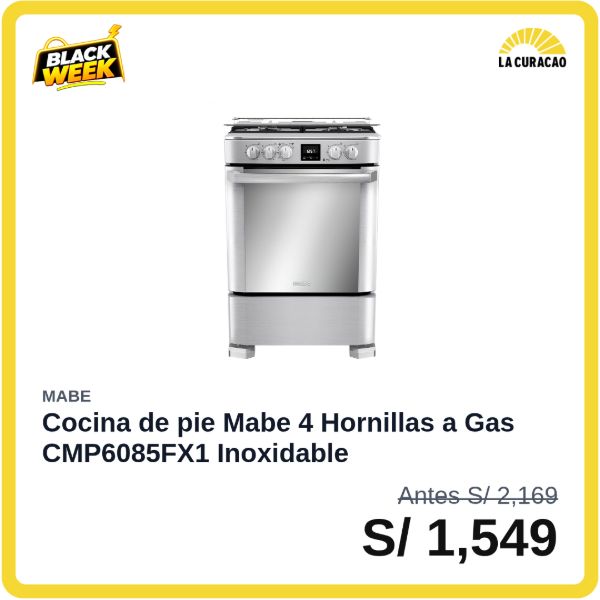 BLACK
WEEK
LA CURACAO
MABE
Cocina de pie Mabe 4 Hornillas a Gas
CMP6085FX1 Inoxidable
Antes S/ 2,169
S/ 1,549